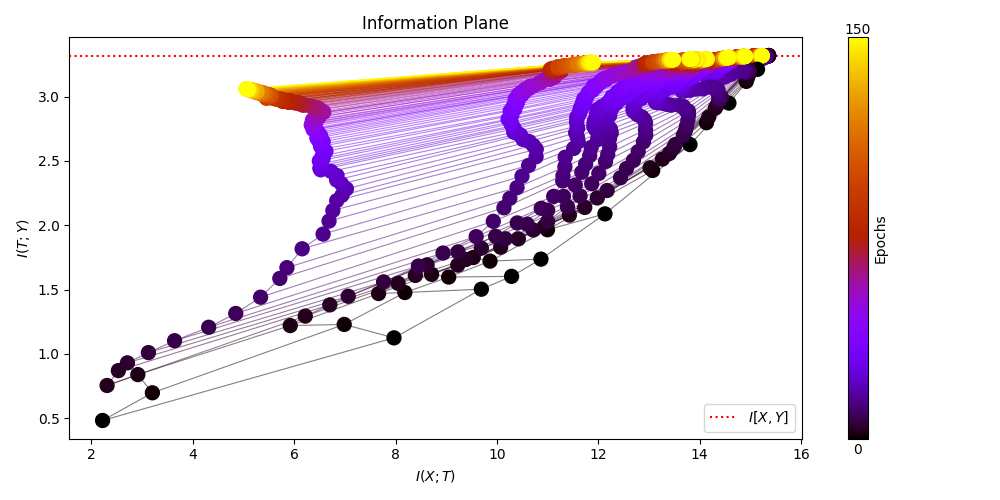 Information Plane
150
3.0
2.5
2.0
1.5
1.0
0.5
I(T; Y)
2 4 6 8 10 12 14 16
I(X; T)
I[X, Y]
Epochs
0